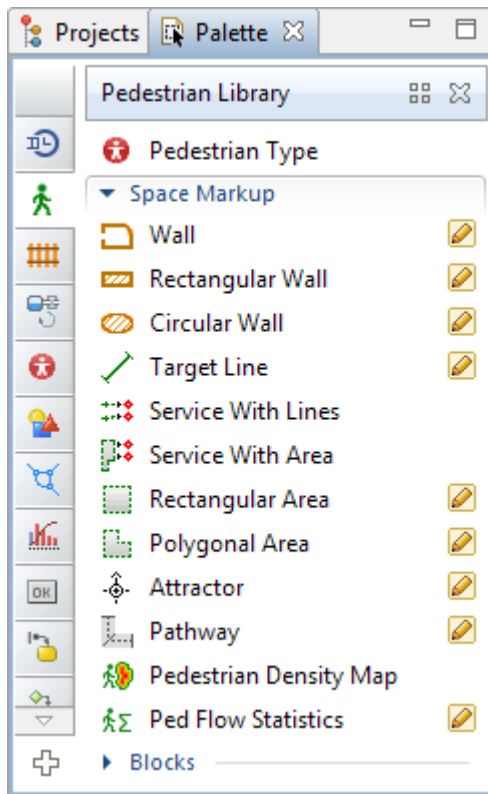 Projects Palette
Pedestrian Library
Pedestrian Type
Space Markup
Wall
Rectangular Wall
Circular Wall
Target Line
Service With Lines
Service With Area
Rectangular Area
Polygonal Area
Attractor
Pathway
OK
Pedestrian Density Map
Ped Flow Statistics
Blocks